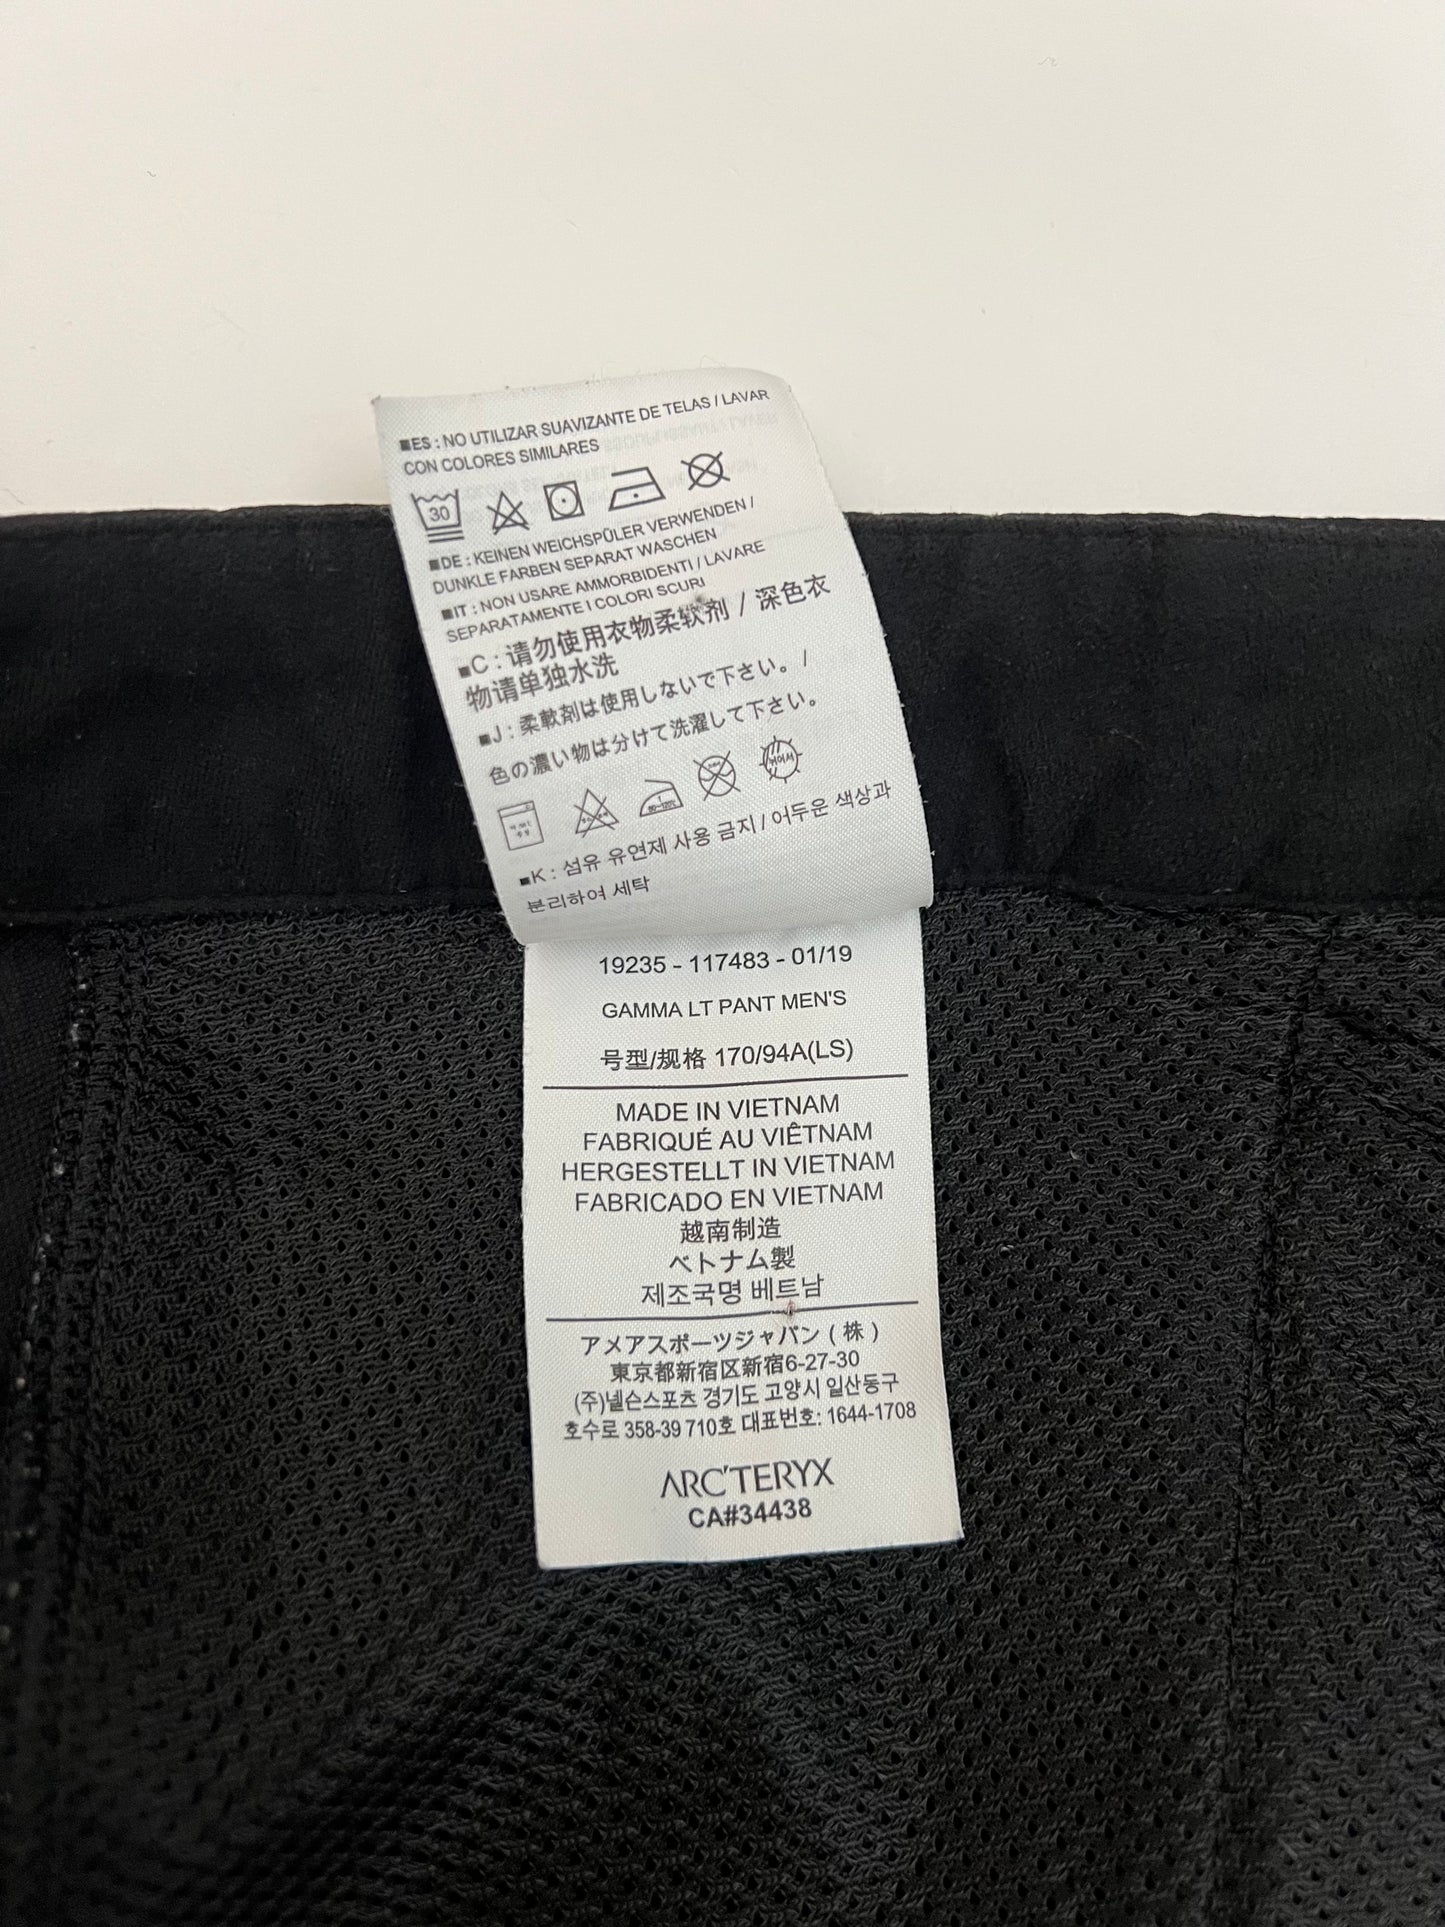 ■ES : NO UTILIZAR SUAVIZANTE DE TELAS / LAVAR
CON COLORES SIMILARES
30
■DE : KEINEN WEICHSPÜLER VERWENDEN /
DUNKLE FARBEN SEPARAT WASCHEN
■IT : NON USARE AMMORBIDENTI / LAVARE
SEPARATAMENTE I COLORI SCURI
■C : 请勿使用衣物柔软剂 / 深色衣
物请单独水洗
■J : 柔軟剤は使用しないで下さい。 /
色の濃い物は分けて洗濯して下さい。
■K : 섬유 유연제 사용 금지 / 어두운 색상과
분리하여 세탁
19235 - 117483 - 01/19
GAMMA LT PANT MEN'S
号型/规格 170/94A(LS)
MADE IN VIETNAM
FABRIQUÉ AU VIÊTNAM
HERGESTELLT IN VIETNAM
FABRICADO EN VIETNAM
越南制造
ベトナム製
제조국명 베트남
アメアスポーツジャパン ( 株 )
東京都新宿区新宿6-27-30
(주)넬슨스포츠 경기도 고양시 일산동구
호수로 358-39 710호 대표번호: 1644-1708
ARC'TERYX
CA#34438